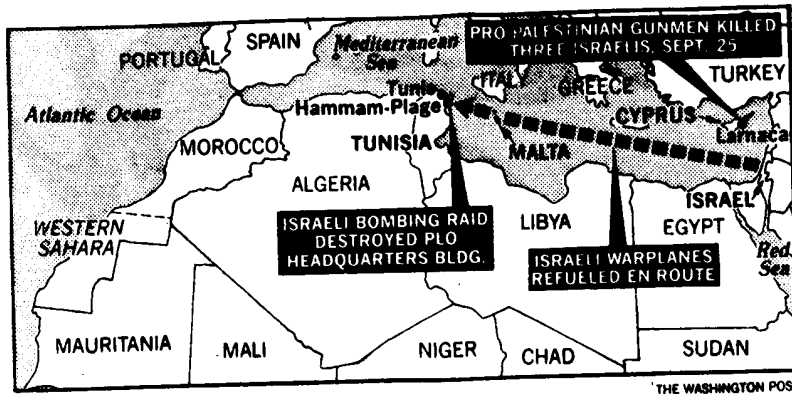 PRO-PALESTINIAN GUNMEN KILLED
THREE ISRAELIS, SEPT. 25
SPAIN
PORTUGAL
Mediterranean
Sea
ITALY
GREECE
TURKEY
Tunis
Hammam-Plage
CYPRUS
Larnaca
Atlantic Ocean
TUNISIA
MALTA
MOROCCO
ALGERIA
ISRAEL
WESTERN
SAHARA
ISRAELI BOMBING RAID
DESTROYED PLO
HEADQUARTERS BLDG.
LIBYA
EGYPT
ISRAELI WARPLANES
REFUELED EN ROUTE
Red
Sea
MAURITANIA
MALI
NIGER
CHAD
SUDAN
THE WASHINGTON POS